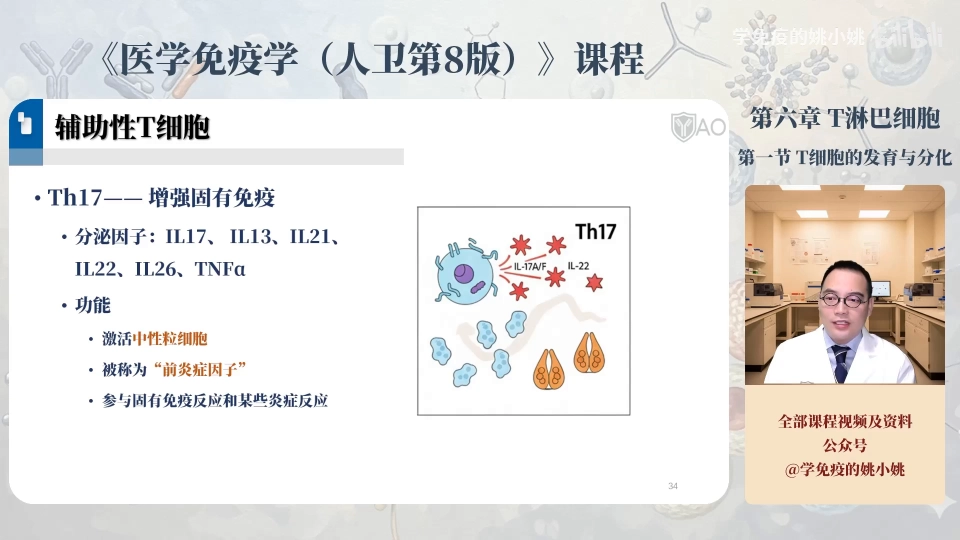 学免疫的姚小姚 bilibili
《医学免疫学（人卫第8版）》课程
辅助性T细胞
AO
第六章 T淋巴细胞
第一节 T细胞的发育与分化
• Th17—— 增强固有免疫
• 分泌因子：IL17、 IL13、IL21、
IL22、IL26、TNFα
• 功能
• 激活中性粒细胞
• 被称为“前炎症因子”
• 参与固有免疫反应和某些炎症反应
Th17
IL-17A/F
IL-22
34
全部课程视频及资料
公众号
@学免疫的姚小姚